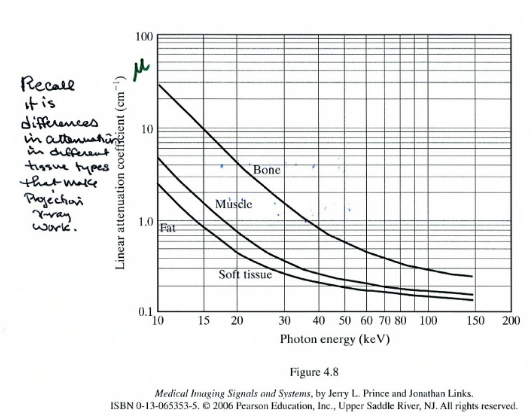 100
μ
Recall
it is
differences
in attenuation
in different
tissue types
that make
Projection
x-ray
work.
Linear attenuation coefficient (cm⁻¹)
10
Bone
Muscle
1.0
Fat
Soft tissue
0.1
10 15 20 30 40 50 60 70 80 100 150 200
Photon energy (keV)
Figure 4.8
Medical Imaging Signals and Systems, by Jerry L. Prince and Jonathan Links.
ISBN 0-13-065353-5. © 2006 Pearson Education, Inc., Upper Saddle River, NJ. All rights reserved.